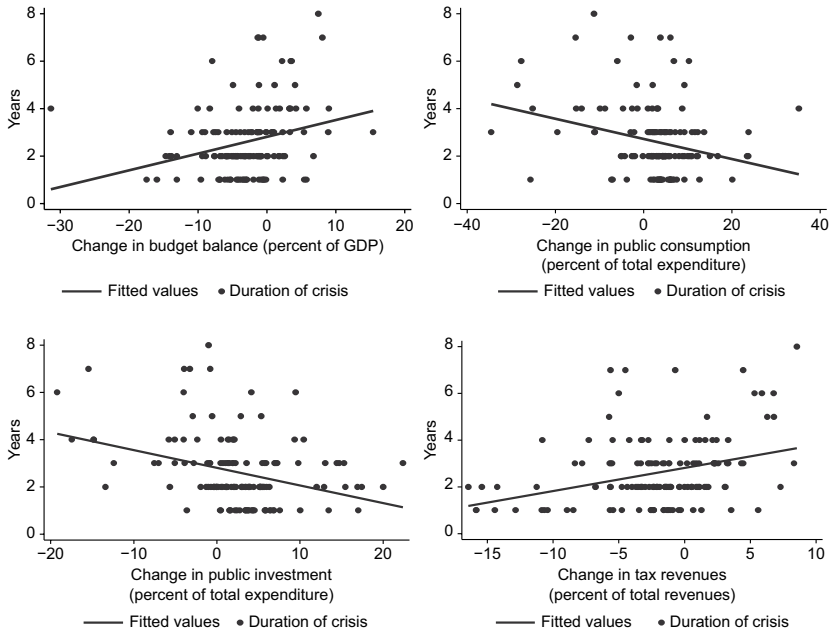 8
6
4
2
0
Years
−30 −20 −10 0 10 20
Change in budget balance (percent of GDP)
Fitted values Duration of crisis
8
6
4
2
0
Years
−40 −20 0 20 40
Change in public consumption
(percent of total expenditure)
Fitted values Duration of crisis
8
6
4
2
0
Years
−20 −10 0 10 20
Change in public investment
(percent of total expenditure)
Fitted values Duration of crisis
8
6
4
2
0
Years
−15 −10 −5 0 5 10
Change in tax revenues
(percent of total revenues)
Fitted values Duration of crisis